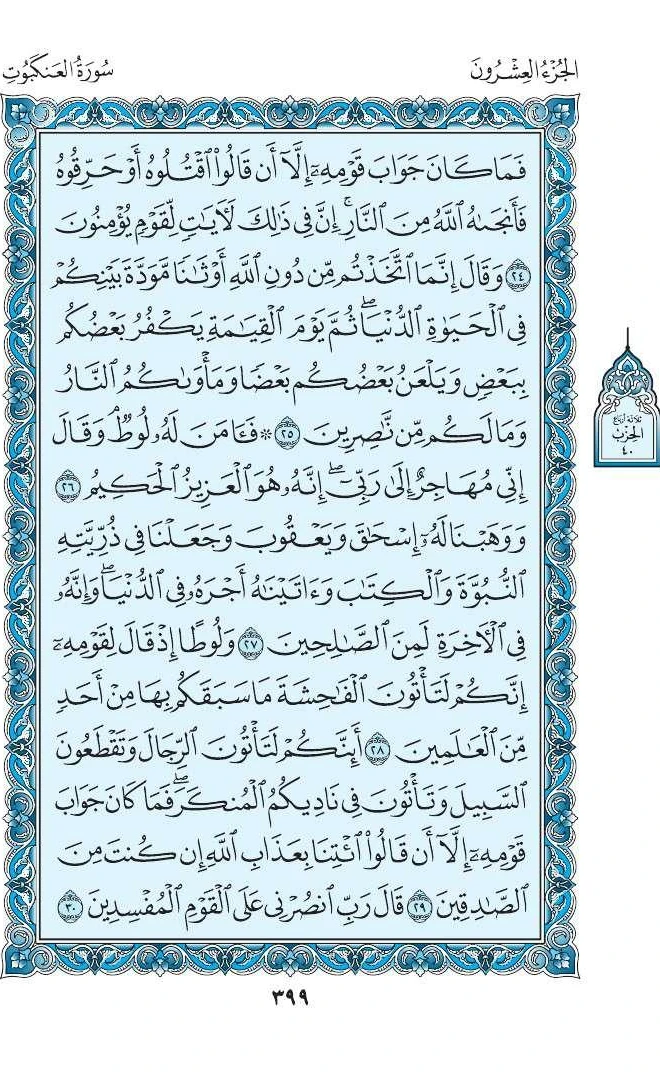 الجُزْءُ العِشْرُونَ
سُورَةُ العَنكَبُوتِ
فَمَا كَانَ جَوَابَ قَوْمِهِۦٓ إِلَّآ أَن قَالُوا۟ ٱقْتُلُوهُ أَوْ حَرِّقُوهُ
فَأَنجَىٰهُ ٱللَّهُ مِنَ ٱلنَّارِ ۚ إِنَّ فِى ذَٰلِكَ لَـَٔايَـٰتٍ لِّقَوْمٍ يُؤْمِنُونَ
٢٤ وَقَالَ إِنَّمَا ٱتَّخَذْتُم مِّن دُونِ ٱللَّهِ أَوْثَـٰنًا مَّوَدَّةَ بَيْنِكُمْ
فِى ٱلْحَيَوٰةِ ٱلدُّنْيَا ۖ ثُمَّ يَوْمَ ٱلْقِيَـٰمَةِ يَكْفُرُ بَعْضُكُم
بِبَعْضٍ وَيَلْعَنُ بَعْضُكُم بَعْضًا وَمَأْوَىٰكُمُ ٱلنَّارُ
وَمَا لَكُم مِّن نَّـٰصِرِينَ ٢٥ ۞ فَـَٔامَنَ لَهُۥ لُوطٌ ۘ وَقَالَ
إِنِّى مُهَاجِرٌ إِلَىٰ رَبِّىٓ ۖ إِنَّهُۥ هُوَ ٱلْعَزِيزُ ٱلْحَكِيمُ ٢٦
وَوَهَبْنَا لَهُۥٓ إِسْحَـٰقَ وَيَعْقُوبَ وَجَعَلْنَا فِى ذُرِّيَّتِهِ
ٱلنُّبُوَّةَ وَٱلْكِتَـٰبَ وَءَاتَيْنَـٰهُ أَجْرَهُۥ فِى ٱلدُّنْيَا ۖ وَإِنَّهُۥ
فِى ٱلْـَٔاخِرَةِ لَمِنَ ٱلصَّـٰلِحِينَ ٢٧ وَلُوطًا إِذْ قَالَ لِقَوْمِهِۦٓ
إِنَّكُمْ لَتَأْتُونَ ٱلْفَـٰحِشَةَ مَا سَبَقَكُم بِهَا مِنْ أَحَدٍ
مِّنَ ٱلْعَـٰلَمِينَ ٢٨ أَئِنَّكُمْ لَتَأْتُونَ ٱلرِّجَالَ وَتَقْطَعُونَ
ٱلسَّبِيلَ وَتَأْتُونَ فِى نَادِيكُمُ ٱلْمُنكَرَ ۖ فَمَا كَانَ جَوَابَ
قَوْمِهِۦٓ إِلَّآ أَن قَالُوا۟ ٱئْتِنَا بِعَذَابِ ٱللَّهِ إِن كُنتَ مِنَ
ٱلصَّـٰدِقِينَ ٢٩ قَالَ رَبِّ ٱنصُرْنِى عَلَى ٱلْقَوْمِ ٱلْمُفْسِدِينَ ٣٠
ثلاثة أرباع
الحزب
٤٠
٣٩٩